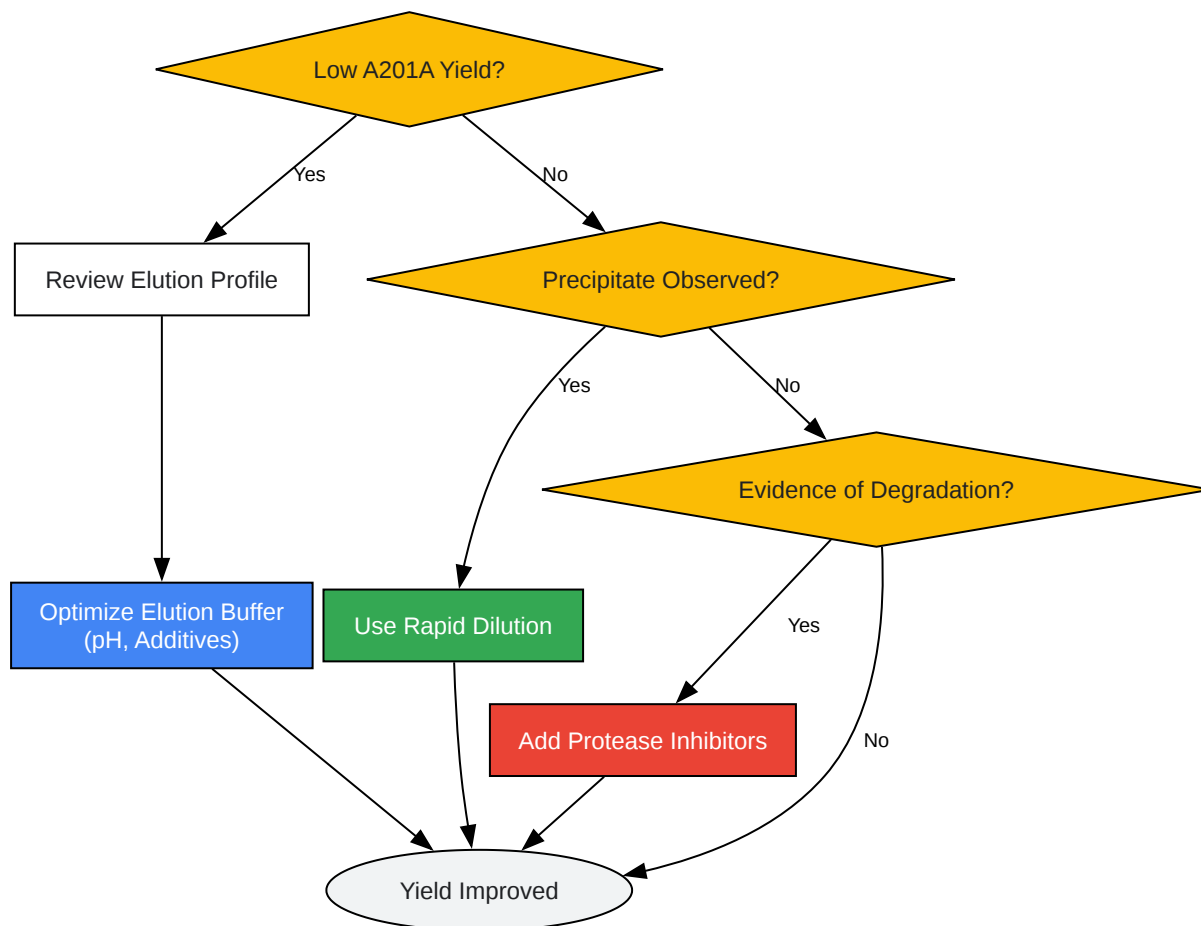 Low A201A Yield?
Yes
No
Review Elution Profile
Precipitate Observed?
Yes
No
Evidence of Degradation?
Optimize Elution Buffer
(pH, Additives)
Use Rapid Dilution
Yes
Add Protease Inhibitors
No
Yield Improved